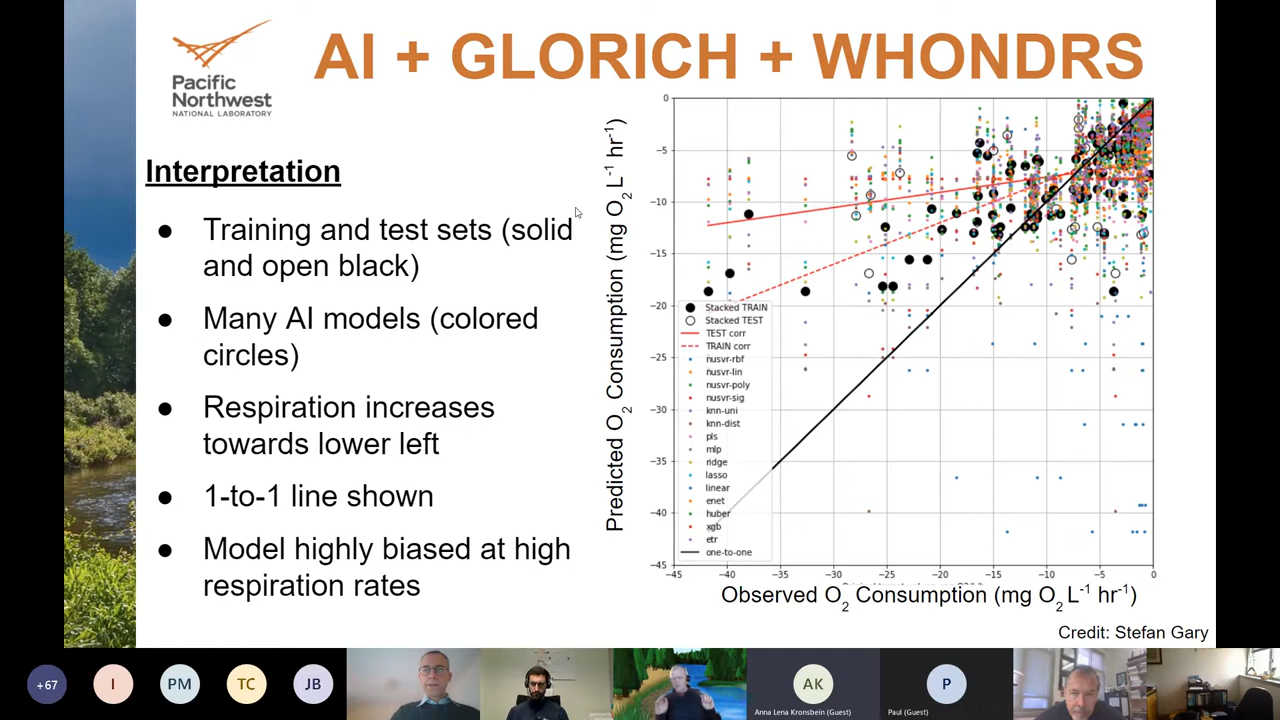 AI + GLORICH + WHONDRS
Pacific
Northwest
NATIONAL LABORATORY
Interpretation
● Training and test sets (solid
and open black)
● Many AI models (colored
circles)
● Respiration increases
towards lower left
● 1-to-1 line shown
● Model highly biased at high
respiration rates
Predicted O2 Consumption (mg O2 L-1 hr-1)
0
−5
−10
−15
−20
−25
−30
−35
−40
−45
Stacked TRAIN
Stacked TEST
TEST corr
TRAIN corr
nusvr-rbf
nusvr-lin
nusvr-poly
nusvr-sig
knn-uni
knn-dist
pls
mlp
ridge
lasso
linear
enet
huber
xgb
etr
one-to-one
−45 −40 −35 −30 −25 −20 −15 −10 −5 0
Observed O2 Consumption (mg O2 L-1 hr-1)
Credit: Stefan Gary
+67 I PM TC JB AK P
Anna Lena Kronsbein (Guest) Paul (Guest)